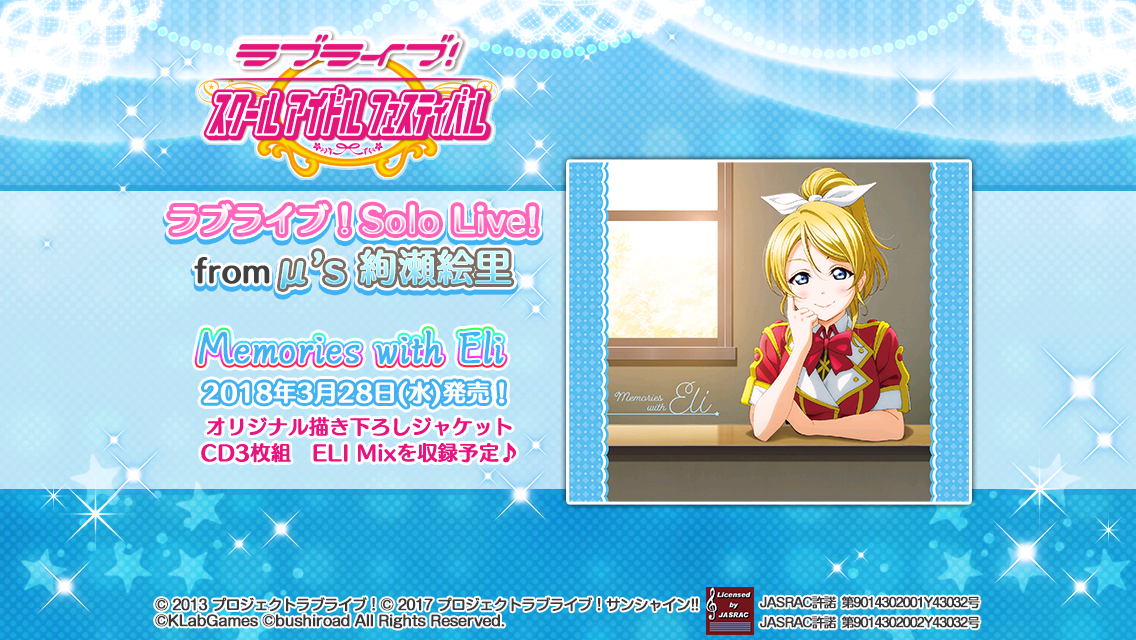 ラブライブ!
スクールアイドルフェスティバル
ラブライブ!Solo Live!
from μ's 絢瀬絵里
Memories with Eli
2018年3月28日(水)発売!
オリジナル描き下ろしジャケット
CD3枚組 ELI Mixを収録予定♪
Memories
with Eli
© 2013 プロジェクトラブライブ!© 2017 プロジェクトラブライブ!サンシャイン!!
©KLabGames ©bushiroad All Rights Reserved.
Licensed
by
JASRAC
JASRAC許諾 第9014302001Y43032号
JASRAC許諾 第9014302002Y43032号